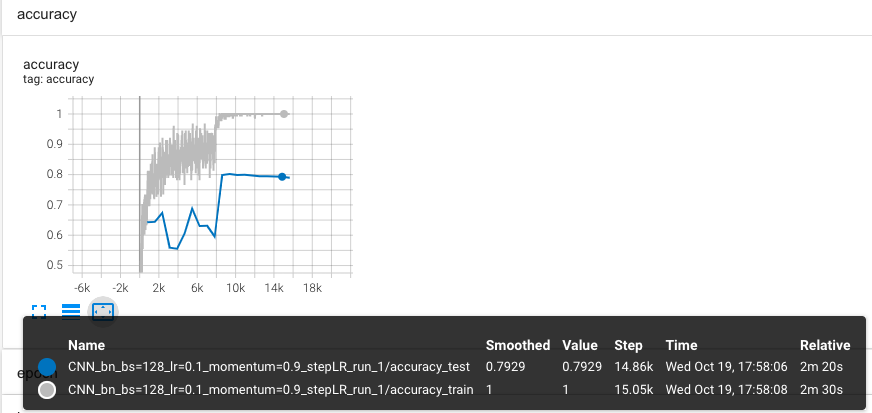 accuracy
accuracy
tag: accuracy
1
0.9
0.8
0.7
0.6
0.5
-6k -2k 2k 6k 10k 14k 18k
Name Smoothed Value Step Time Relative
CNN_bn_bs=128_lr=0.1_momentum=0.9_stepLR_run_1/accuracy_test 0.7929 0.7929 14.86k Wed Oct 19, 17:58:06 2m 20s
CNN_bn_bs=128_lr=0.1_momentum=0.9_stepLR_run_1/accuracy_train 1 1 15.05k Wed Oct 19, 17:58:08 2m 30s